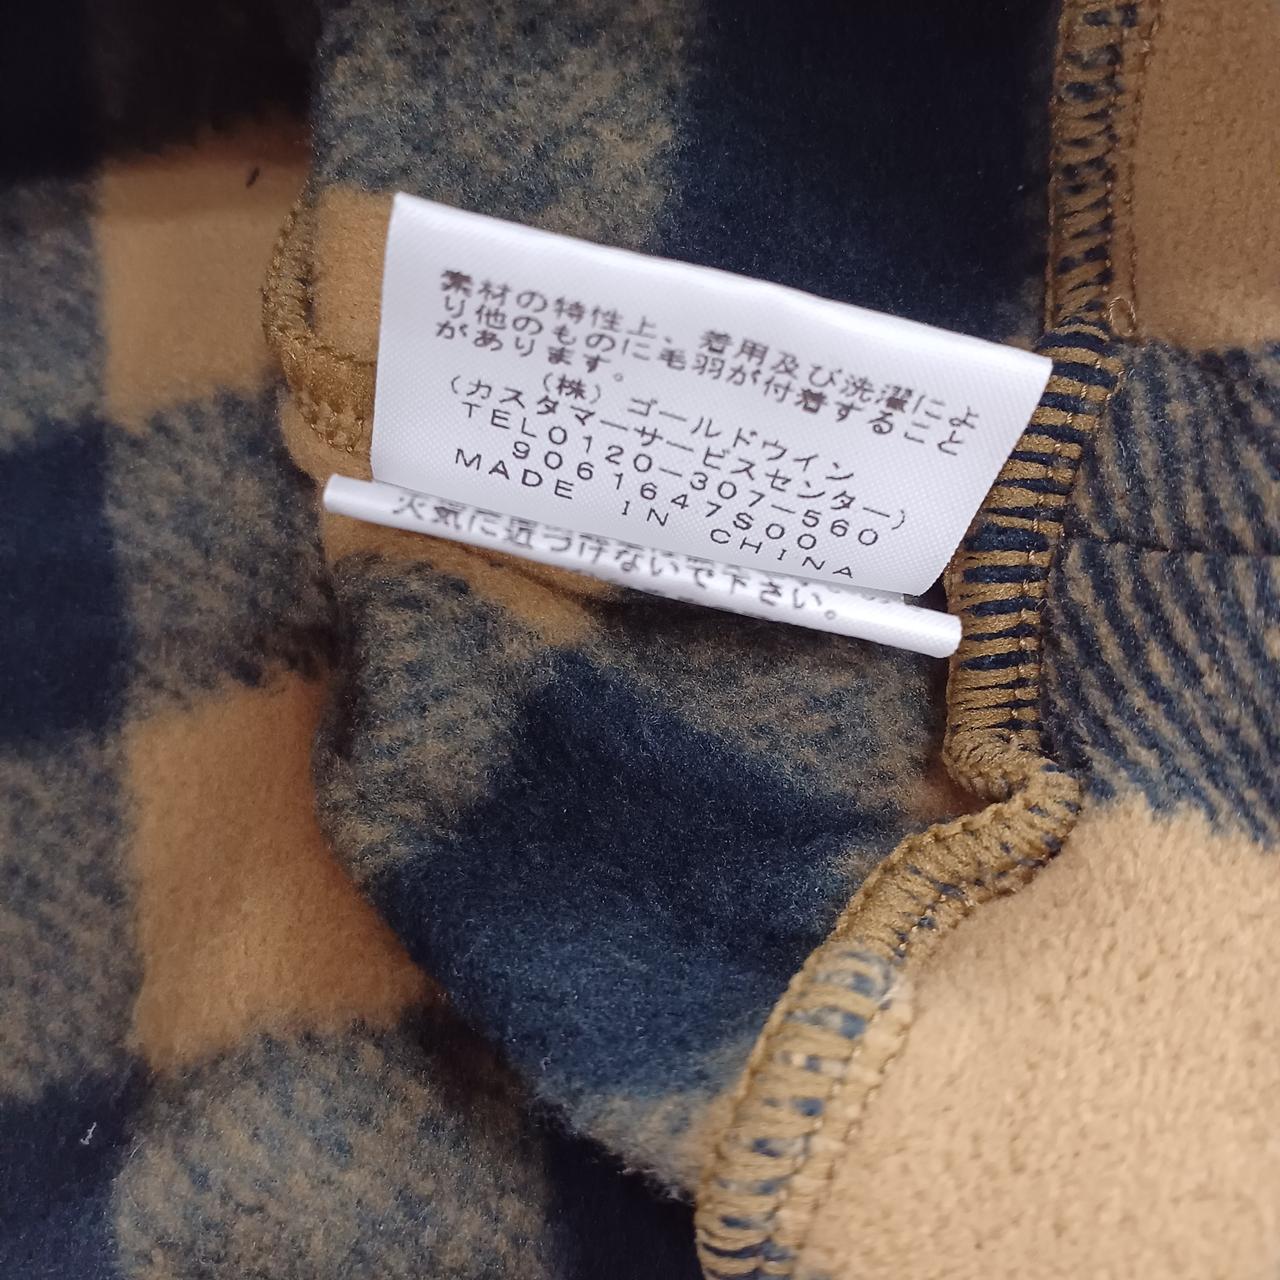 素材の特性上、着用及び洗濯によ
り他のものに毛羽が付着すること
があります。
(株)ゴールドウイン
(カスタマーサービスセンター)
TEL0120-307-560
9061647S00
MADE IN CHINA
火気に近づけないで下さい。